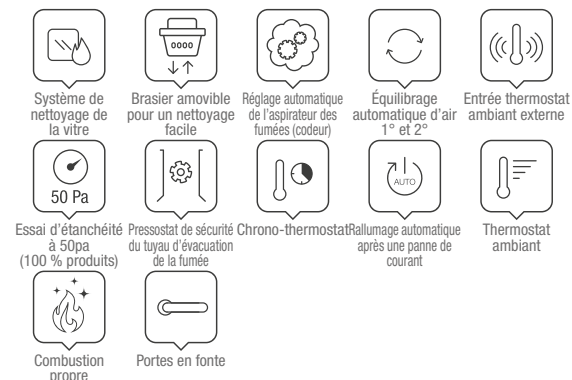 Système de
nettoyage de
la vitre
Brasier amovible
pour un nettoyage
facile
Réglage automatique
de l'aspirateur des
fumées (codeur)
Équilibrage
automatique d'air
1° et 2°
Entrée thermostat
ambiant externe
50 Pa
Essai d'étanchéité
à 50pa
(100 % produits)
Pressostat de sécurité
du tuyau d'évacuation
de la fumée
Chrono-thermostat
AUTO
Rallumage automatique
après une panne de
courant
Thermostat
ambiant
Combustion
propre
Portes en fonte